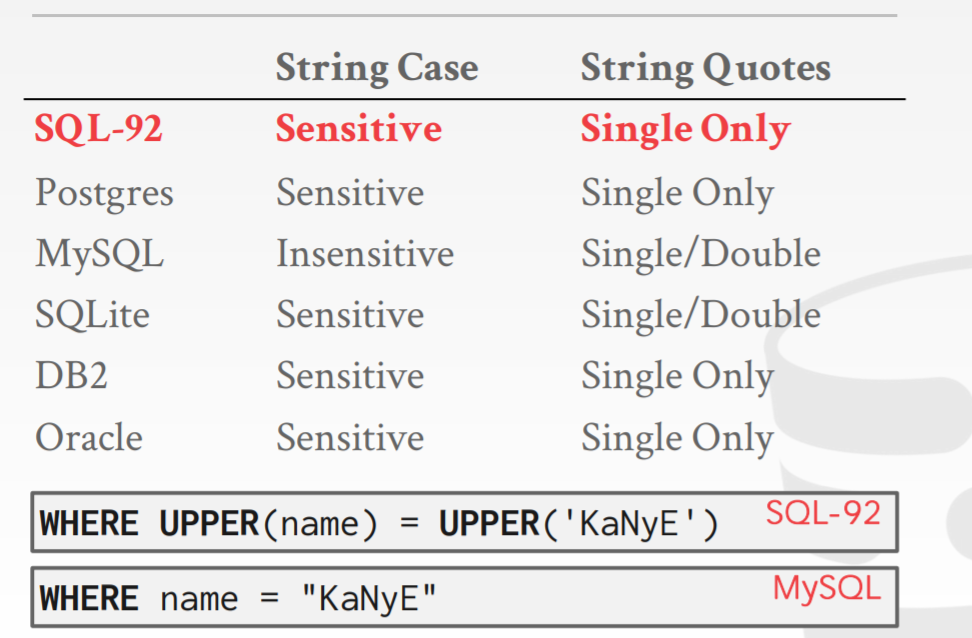 String Case String Quotes
SQL-92 Sensitive Single Only
Postgres Sensitive Single Only
MySQL Insensitive Single/Double
SQLite Sensitive Single/Double
DB2 Sensitive Single Only
Oracle Sensitive Single Only
WHERE UPPER(name) = UPPER('KaNyE') SQL-92
WHERE name = "KaNyE" MySQL